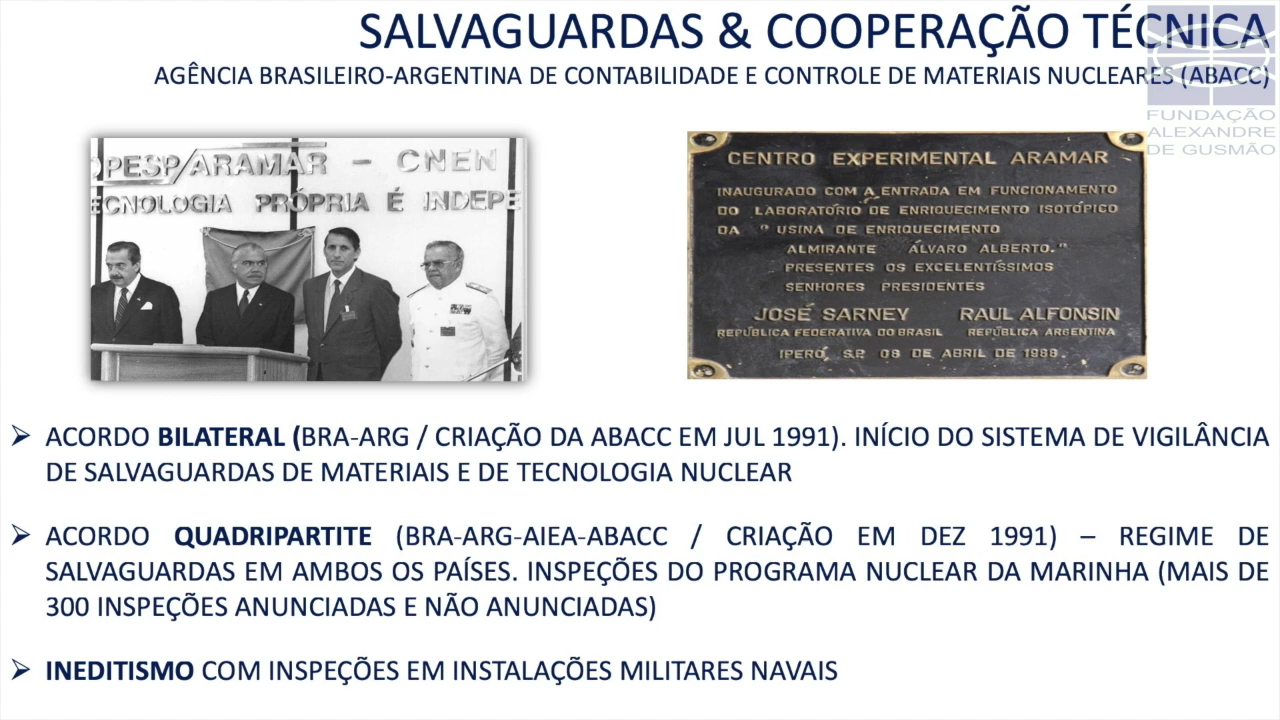 SALVAGUARDAS & COOPERAÇÃO TÉCNICA
AGÊNCIA BRASILEIRO-ARGENTINA DE CONTABILIDADE E CONTROLE DE MATERIAIS NUCLEARES (ABACC)
FUNDAÇÃO
ALEXANDRE
DE GUSMÃO
OPESP/ARAMAR - CNEN
ECNOLOGIA PRÓPRIA É INDEPE
CENTRO EXPERIMENTAL ARAMAR
INAUGURADO COM A ENTRADA EM FUNCIONAMENTO
DO LABORATÓRIO DE ENRIQUECIMENTO ISOTÓPICO
DA "USINA DE ENRIQUECIMENTO
ALMIRANTE ÁLVARO ALBERTO."
PRESENTES OS EXCELENTÍSSIMOS
SENHORES PRESIDENTES
JOSÉ SARNEY RAUL ALFONSIN
REPÚBLICA FEDERATIVA DO BRASIL REPÚBLICA ARGENTINA
IPERÓ, S.P. 08 DE ABRIL DE 1988.
➢ ACORDO BILATERAL (BRA-ARG / CRIAÇÃO DA ABACC EM JUL 1991). INÍCIO DO SISTEMA DE VIGILÂNCIA
DE SALVAGUARDAS DE MATERIAIS E DE TECNOLOGIA NUCLEAR
➢ ACORDO QUADRIPARTITE (BRA-ARG-AIEA-ABACC / CRIAÇÃO EM DEZ 1991) – REGIME DE
SALVAGUARDAS EM AMBOS OS PAÍSES. INSPEÇÕES DO PROGRAMA NUCLEAR DA MARINHA (MAIS DE
300 INSPEÇÕES ANUNCIADAS E NÃO ANUNCIADAS)
➢ INEDITISMO COM INSPEÇÕES EM INSTALAÇÕES MILITARES NAVAIS